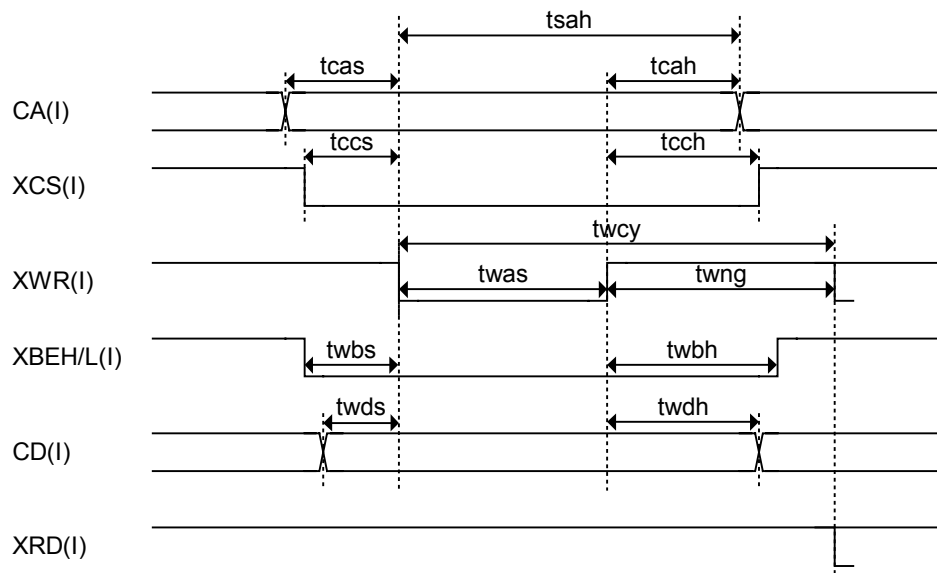 tsah
tcas
tcah
CA(I)
tccs
tcch
XCS(I)
twcy
XWR(I)
twas
twng
XBEH/L(I)
twbs
twbh
twds
twdh
CD(I)
XRD(I)